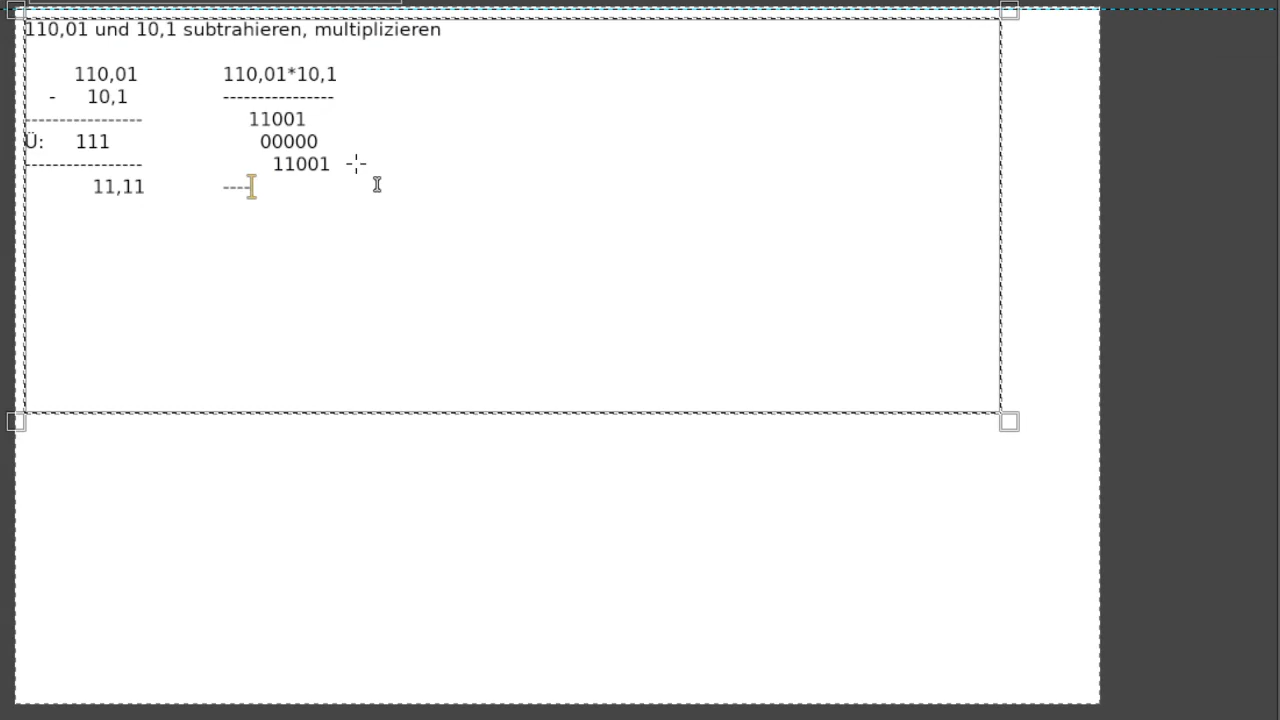 110,01 und 10,1 subtrahieren, multiplizieren
110,01 110,01*10,1
- 10,1 ----------------
----------------- 11001
Ü: 111 00000
----------------- 11001
11,11 ----